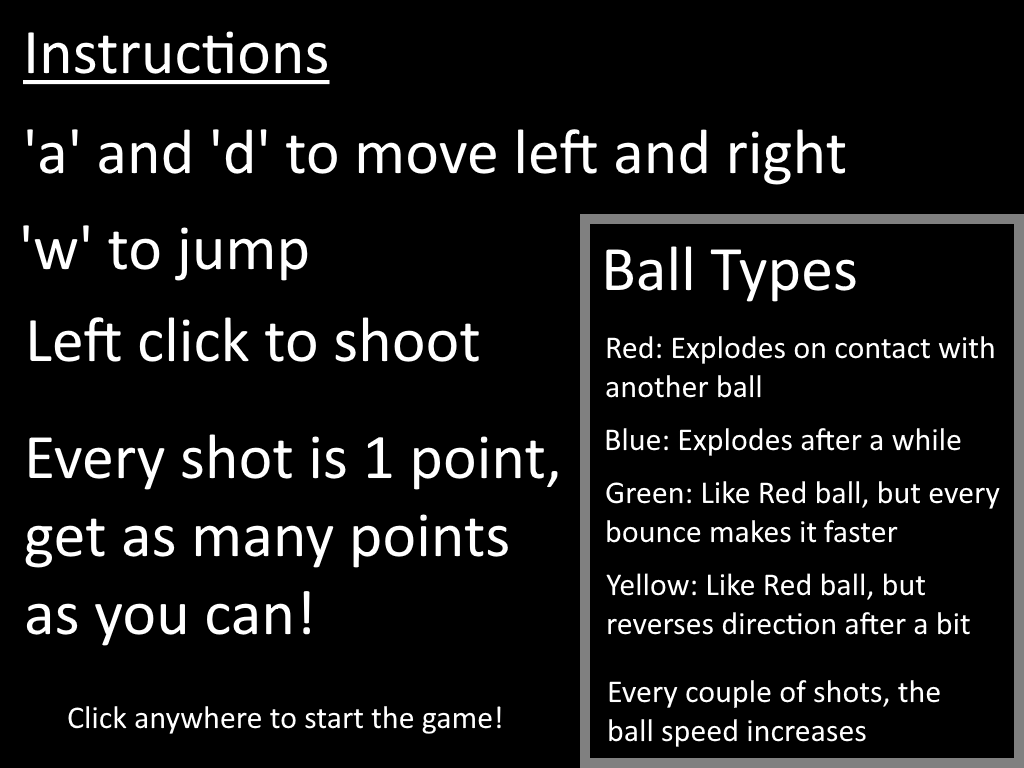 Instructions
'a' and 'd' to move left and right
'w' to jump
Left click to shoot
Every shot is 1 point,
get as many points
as you can!
Click anywhere to start the game!
Ball Types
Red: Explodes on contact with
another ball
Blue: Explodes after a while
Green: Like Red ball, but every
bounce makes it faster
Yellow: Like Red ball, but
reverses direction after a bit
Every couple of shots, the
ball speed increases